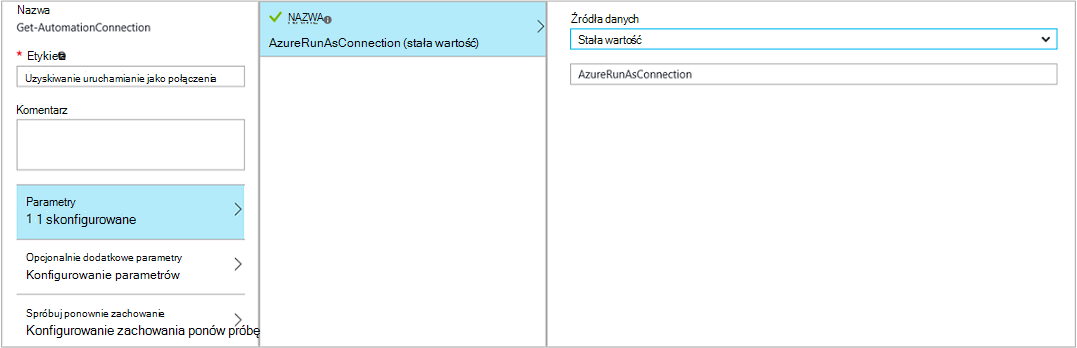 Nazwa
Get-AutomationConnection
* Etykieta
Uzyskiwanie uruchamianie jako połączenia
Komentarz
Parametry
1 1 skonfigurowane
Opcjonalnie dodatkowe parametry
Konfigurowanie parametrów
Spróbuj ponownie zachowanie
Konfigurowanie zachowania ponów próbę
NAZWA
AzureRunAsConnection (stała wartość)
Źródła danych
Stała wartość
AzureRunAsConnection